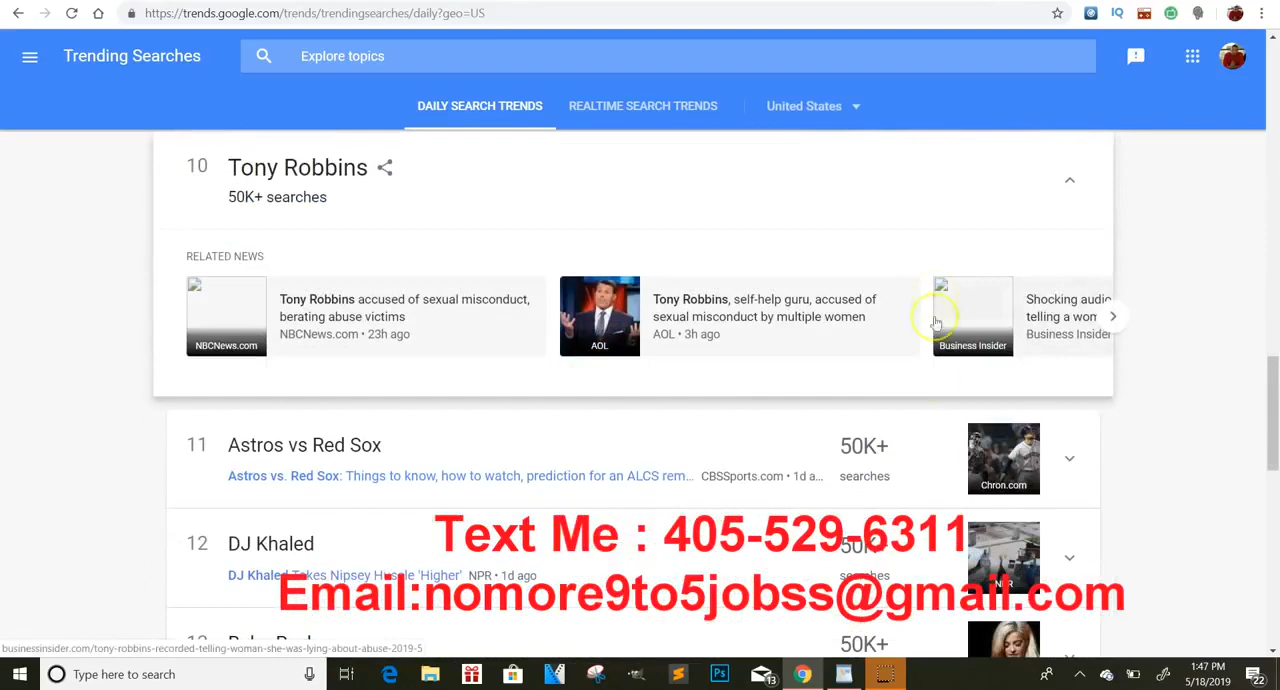 https://trends.google.com/trends/trendingsearches/daily?geo=US
IQ
Trending Searches
Explore topics
DAILY SEARCH TRENDS
REALTIME SEARCH TRENDS
United States
10
Tony Robbins
50K+ searches
RELATED NEWS
NBCNews.com
Tony Robbins accused of sexual misconduct,
berating abuse victims
NBCNews.com • 23h ago
AOL
Tony Robbins, self-help guru, accused of
sexual misconduct by multiple women
AOL • 3h ago
Business Insider
Shocking audio
telling a wom
Business Insider
11
Astros vs Red Sox
50K+
searches
Astros vs. Red Sox: Things to know, how to watch, prediction for an ALCS rem... CBSSports.com • 1d a...
Chron.com
12
DJ Khaled
50K+
searches
DJ Khaled Takes Nipsey Hussle 'Higher' NPR • 1d ago
NPR
Text Me : 405-529-6311
Email:nomore9to5jobss@gmail.com
50K+
businessinsider.com/tony-robbins-recorded-telling-woman-she-was-lying-about-abuse-2019-5
Type here to search
Ps
13
1:47 PM
5/18/2019
22